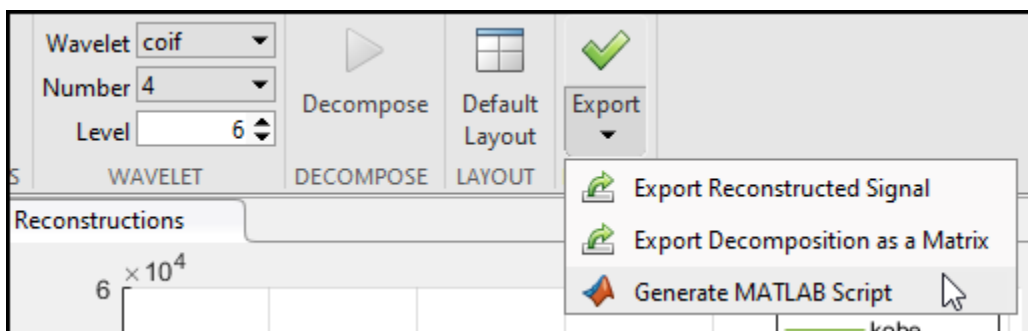 Wavelet coif
Number 4
Level 6
Decompose
Default
Layout
Export
S
WAVELET
DECOMPOSE
LAYOUT
Export Reconstructed Signal
Export Decomposition as a Matrix
Generate MATLAB Script
Reconstructions
×10⁴
6
kobe